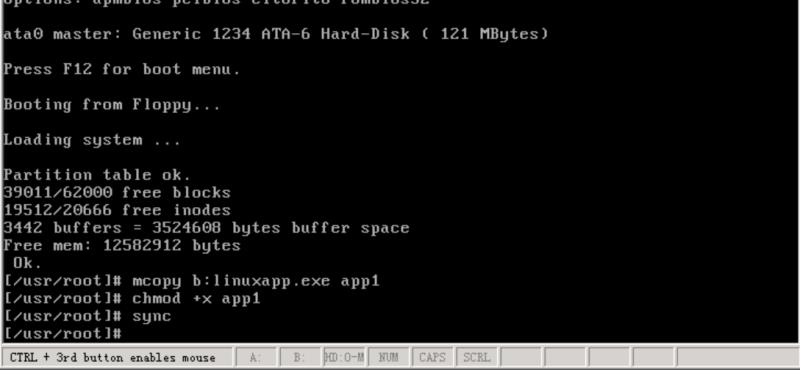 options: apmbios pcibios eltorito rombios32
ata0 master: Generic 1234 ATA-6 Hard-Disk ( 121 MBytes)
Press F12 for boot menu.
Booting from Floppy...
Loading system ...
Partition table ok.
39011/62000 free blocks
19512/20666 free inodes
3442 buffers = 3524608 bytes buffer space
Free mem: 12582912 bytes
 Ok.
[/usr/root]# mcopy b:linuxapp.exe app1
[/usr/root]# chmod +x app1
[/usr/root]# sync
[/usr/root]#
CTRL + 3rd button enables mouse A: B: HD:0-M NUM CAPS SCRL